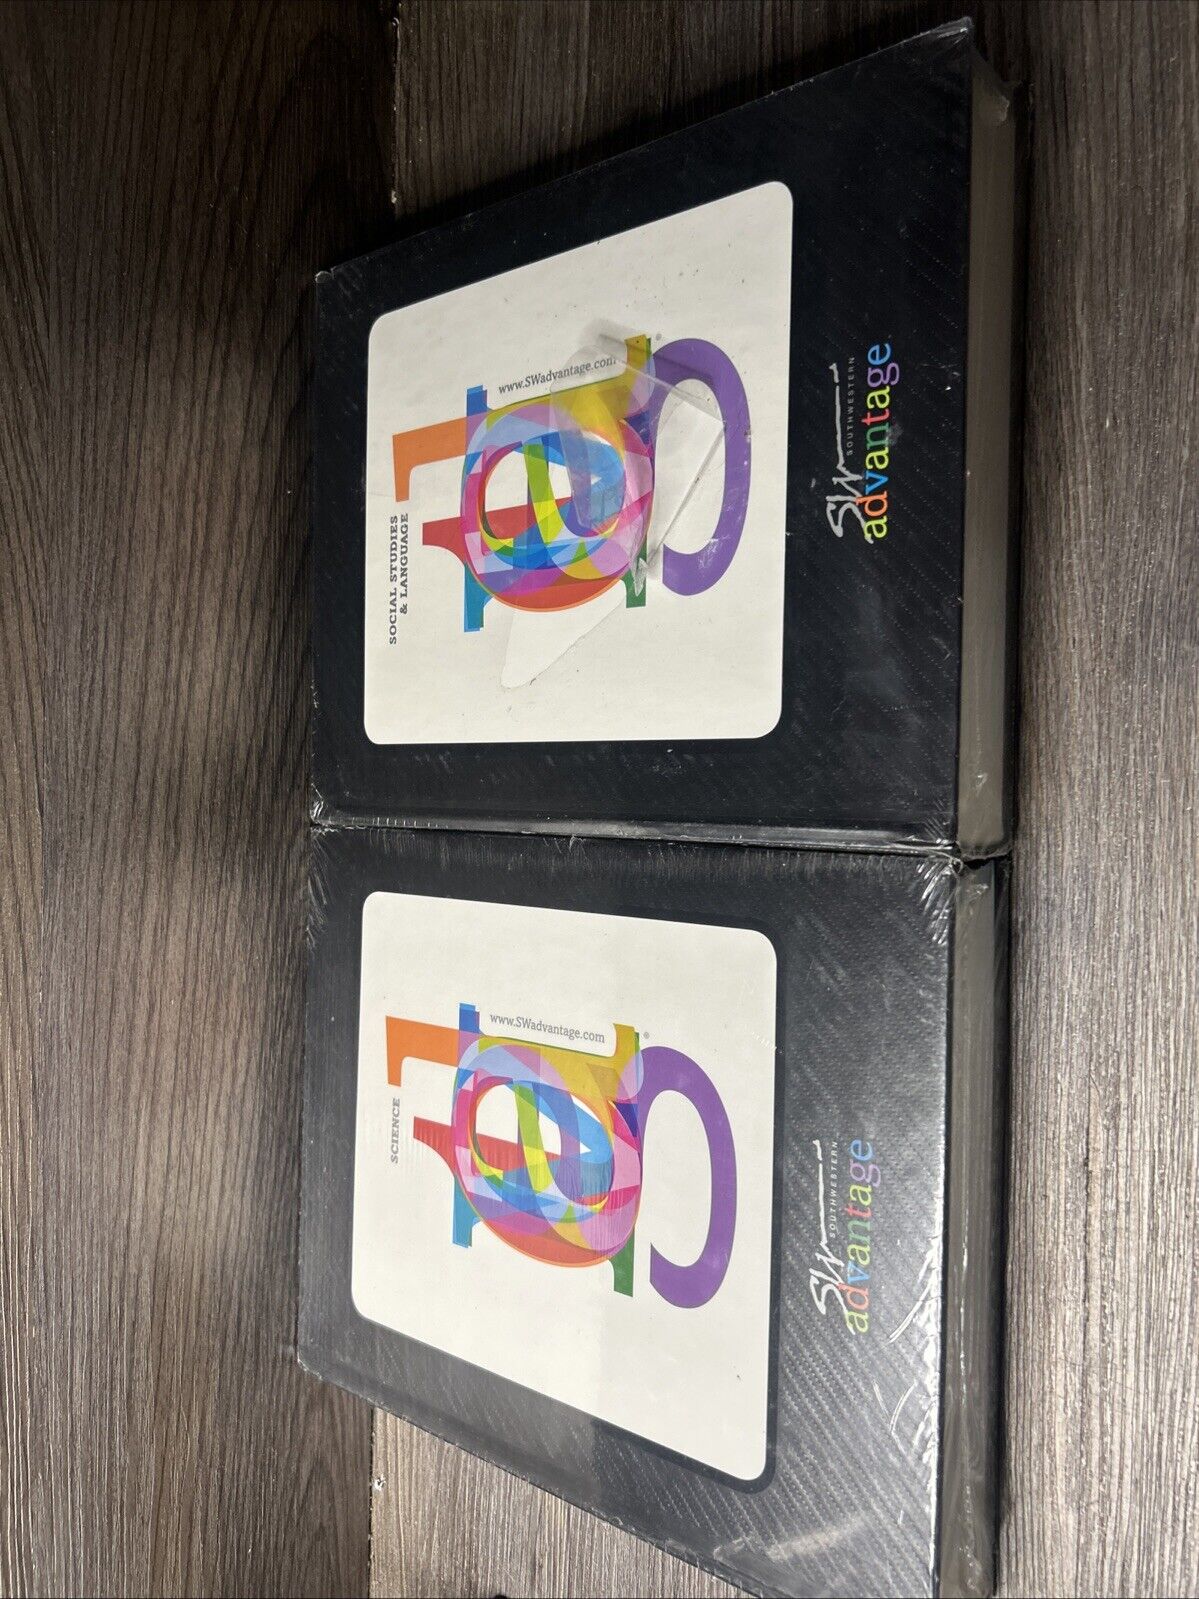 SOCIAL STUDIES
& LANGUAGE
www.SWadvantage.com
®
SW
SOUTHWESTERN
advantage
SCIENCE
www.SWadvantage.com
®
SW
SOUTHWESTERN
advantage